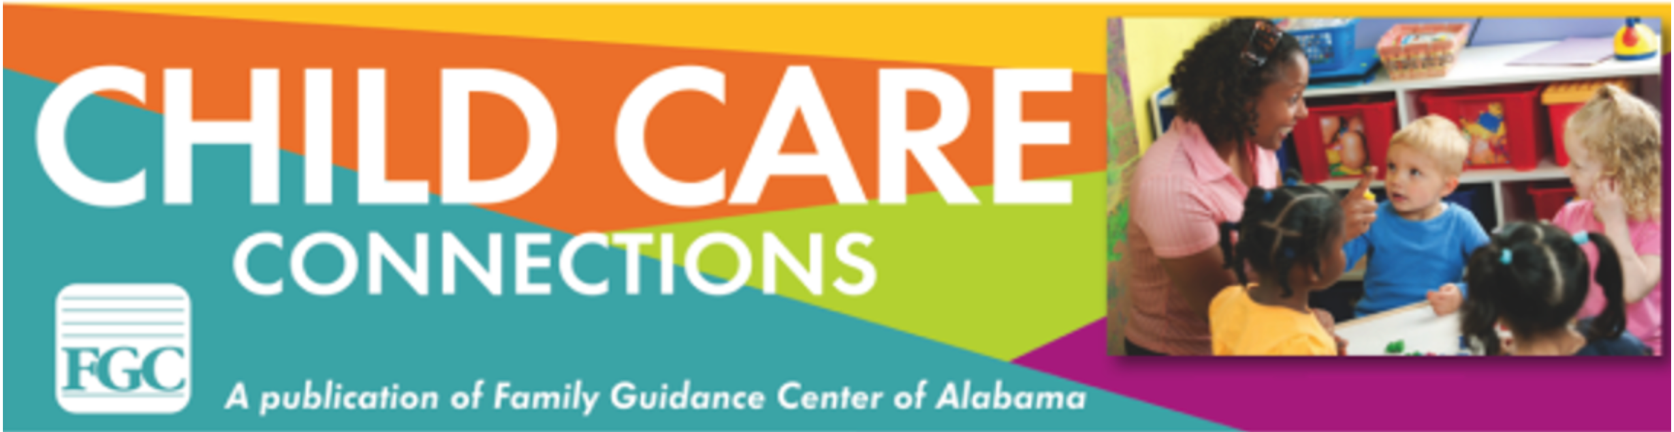 CHILD CARE
CONNECTIONS
FGC
A publication of Family Guidance Center of Alabama